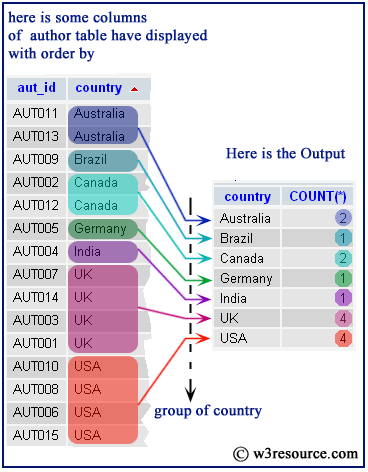 here is some columns
of author table have displayed
with order by
aut_id country
AUT011 Australia
AUT013 Australia
AUT009 Brazil
AUT002 Canada
AUT012 Canada
AUT005 Germany
AUT004 India
AUT007 UK
AUT014 UK
AUT003 UK
AUT001 UK
AUT010 USA
AUT008 USA
AUT006 USA
AUT015 USA
Here is the Output
country COUNT(*)
Australia 2
Brazil 1
Canada 2
Germany 1
India 1
UK 4
USA 4
group of country
© w3resource.com